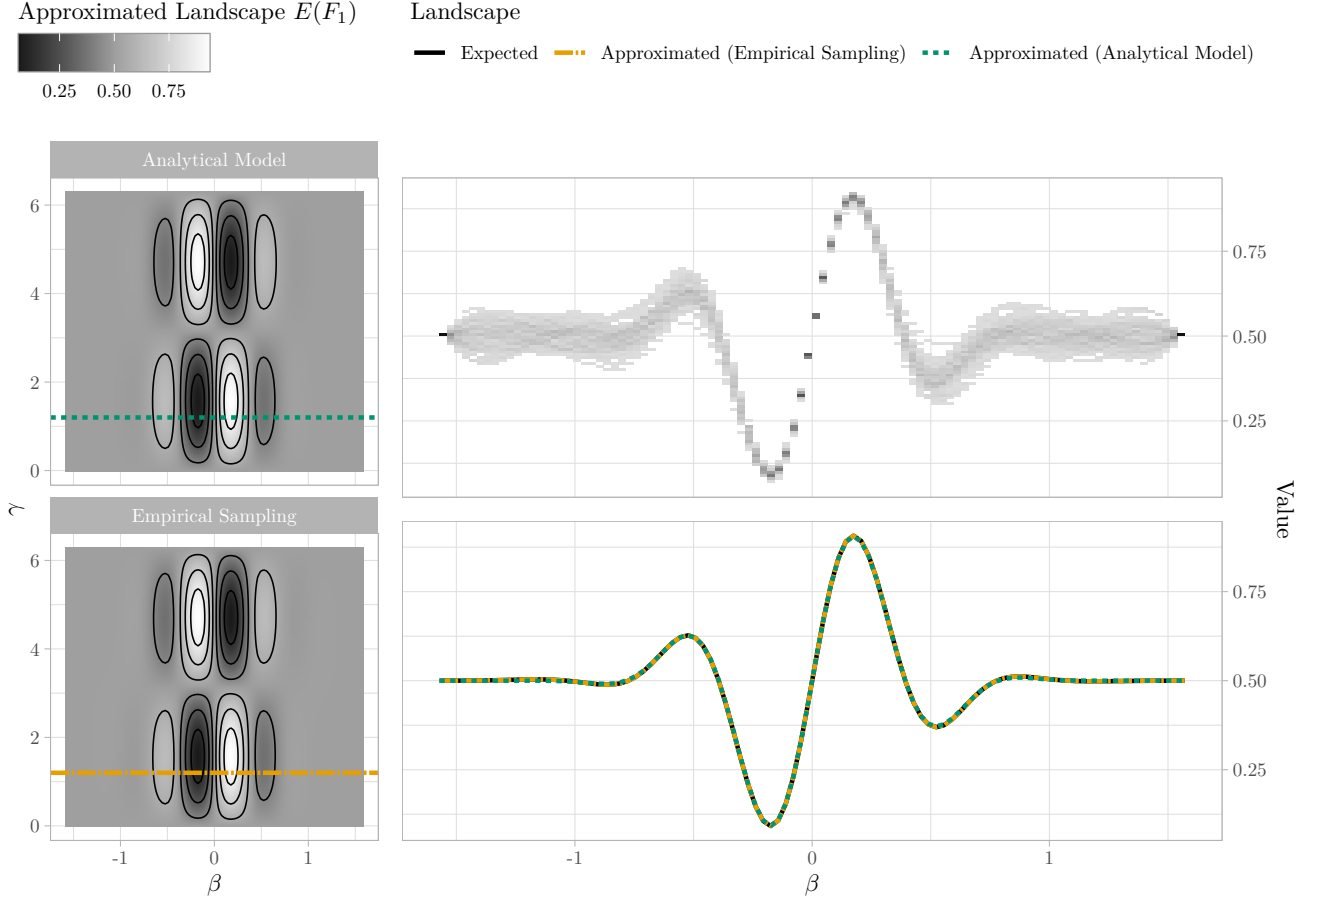 Approximated Landscape E(F₁)
0.25 0.50 0.75
Landscape
Expected
Approximated (Empirical Sampling)
Approximated (Analytical Model)
Analytical Model
6
4
2
0
Empirical Sampling
6
4
2
0
γ
-1 0 1
β
0.75
0.50
0.25
0.75
0.50
0.25
Value
-1 0 1
β